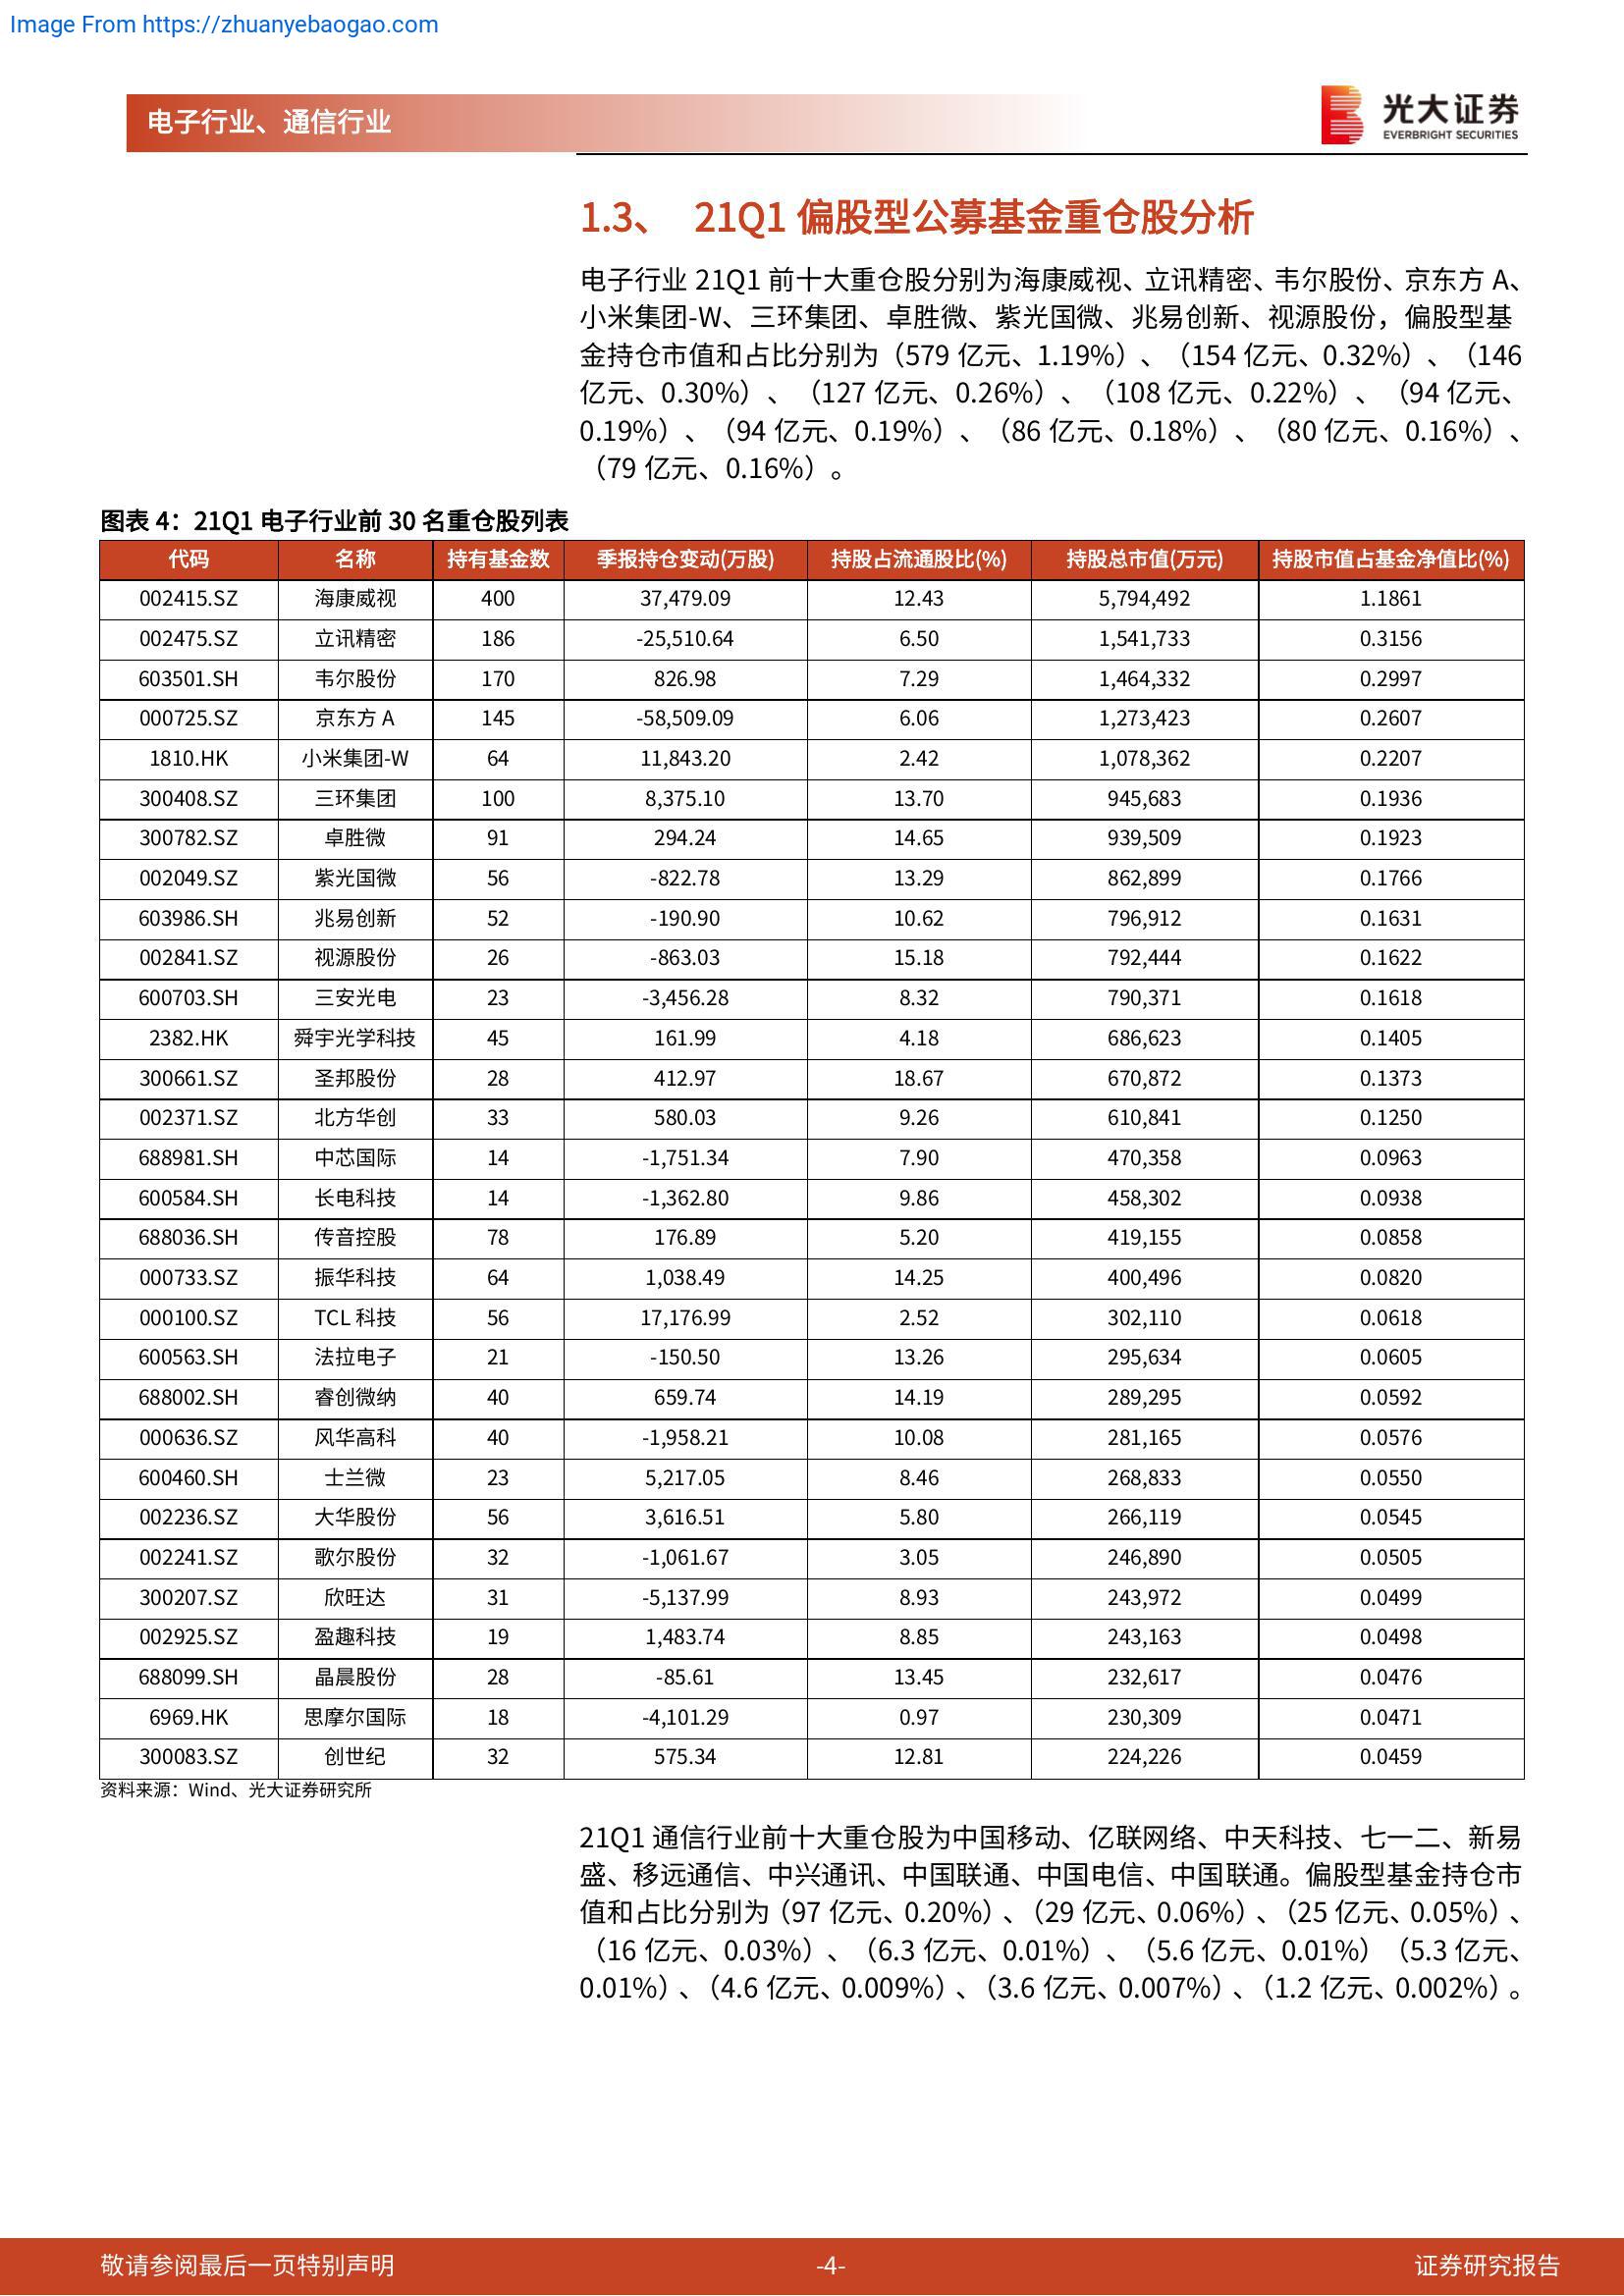 Image From https://zhuanyebaogao.com
电子行业、通信行业
光大证券
EVERBRIGHT SECURITIES
1.3、 21Q1 偏股型公募基金重仓股分析
电子行业 21Q1 前十大重仓股分别为海康威视、立讯精密、韦尔股份、京东方 A、
小米集团-W、三环集团、卓胜微、紫光国微、兆易创新、视源股份，偏股型基
金持仓市值和占比分别为（579 亿元、1.19%）、（154 亿元、0.32%）、（146
亿元、0.30%）、（127 亿元、0.26%）、（108 亿元、0.22%）、（94 亿元、
0.19%）、（94 亿元、0.19%）、（86 亿元、0.18%）、（80 亿元、0.16%）、
（79 亿元、0.16%）。
图表 4：21Q1 电子行业前 30 名重仓股列表
代码 名称 持有基金数 季报持仓变动(万股) 持股占流通股比(%) 持股总市值(万元) 持股市值占基金净值比(%)
002415.SZ 海康威视 400 37,479.09 12.43 5,794,492 1.1861
002475.SZ 立讯精密 186 -25,510.64 6.50 1,541,733 0.3156
603501.SH 韦尔股份 170 826.98 7.29 1,464,332 0.2997
000725.SZ 京东方 A 145 -58,509.09 6.06 1,273,423 0.2607
1810.HK 小米集团-W 64 11,843.20 2.42 1,078,362 0.2207
300408.SZ 三环集团 100 8,375.10 13.70 945,683 0.1936
300782.SZ 卓胜微 91 294.24 14.65 939,509 0.1923
002049.SZ 紫光国微 56 -822.78 13.29 862,899 0.1766
603986.SH 兆易创新 52 -190.90 10.62 796,912 0.1631
002841.SZ 视源股份 26 -863.03 15.18 792,444 0.1622
600703.SH 三安光电 23 -3,456.28 8.32 790,371 0.1618
2382.HK 舜宇光学科技 45 161.99 4.18 686,623 0.1405
300661.SZ 圣邦股份 28 412.97 18.67 670,872 0.1373
002371.SZ 北方华创 33 580.03 9.26 610,841 0.1250
688981.SH 中芯国际 14 -1,751.34 7.90 470,358 0.0963
600584.SH 长电科技 14 -1,362.80 9.86 458,302 0.0938
688036.SH 传音控股 78 176.89 5.20 419,155 0.0858
000733.SZ 振华科技 64 1,038.49 14.25 400,496 0.0820
000100.SZ TCL 科技 56 17,176.99 2.52 302,110 0.0618
600563.SH 法拉电子 21 -150.50 13.26 295,634 0.0605
688002.SH 睿创微纳 40 659.74 14.19 289,295 0.0592
000636.SZ 风华高科 40 -1,958.21 10.08 281,165 0.0576
600460.SH 士兰微 23 5,217.05 8.46 268,833 0.0550
002236.SZ 大华股份 56 3,616.51 5.80 266,119 0.0545
002241.SZ 歌尔股份 32 -1,061.67 3.05 246,890 0.0505
300207.SZ 欣旺达 31 -5,137.99 8.93 243,972 0.0499
002925.SZ 盈趣科技 19 1,483.74 8.85 243,163 0.0498
688099.SH 晶晨股份 28 -85.61 13.45 232,617 0.0476
6969.HK 思摩尔国际 18 -4,101.29 0.97 230,309 0.0471
300083.SZ 创世纪 32 575.34 12.81 224,226 0.0459
资料来源：Wind、光大证券研究所
21Q1 通信行业前十大重仓股为中国移动、亿联网络、中天科技、七一二、新易
盛、移远通信、中兴通讯、中国联通、中国电信、中国联通。偏股型基金持仓市
值和占比分别为（97 亿元、0.20%）、（29 亿元、0.06%）、（25 亿元、0.05%）、
（16 亿元、0.03%）、（6.3 亿元、0.01%）、（5.6 亿元、0.01%）（5.3 亿元、
0.01%）、（4.6 亿元、0.009%）、（3.6 亿元、0.007%）、（1.2 亿元、0.002%）。
敬请参阅最后一页特别声明 -4- 证券研究报告